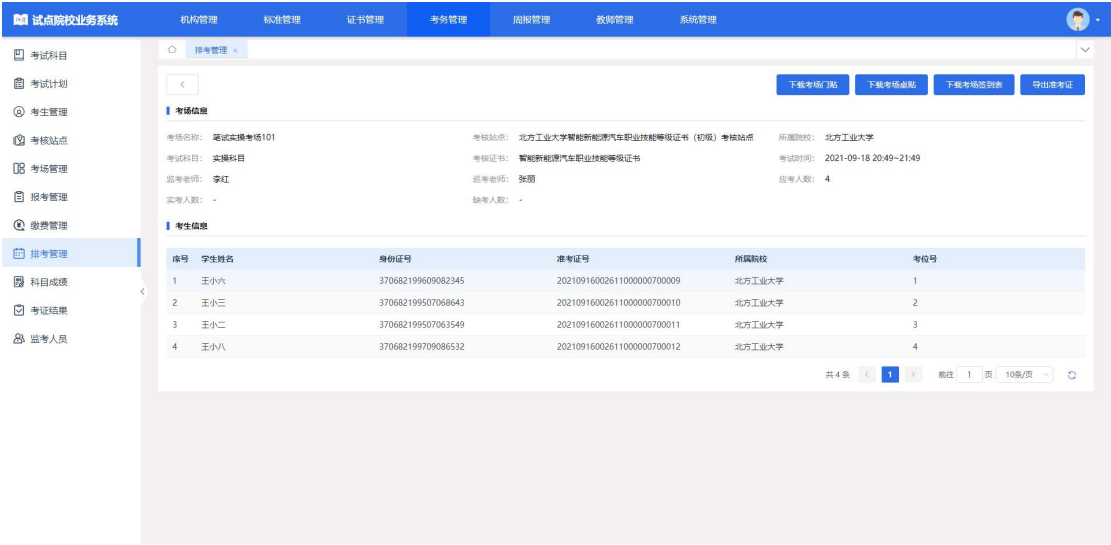 试点院校业务系统 机构管理 标准管理 证书管理 考务管理 周报管理 教师管理 系统管理
考试科目
考试计划
考生管理
考核站点
考场管理
报考管理
缴费管理
排考管理
科目成绩
考证结果
监考人员
排考管理 ×
下载考场门贴 下载考场桌贴 下载考场签到表 导出准考证
考场信息
考场名称: 笔试实操考场101 考核站点: 北方工业大学智能新能源汽车职业技能等级证书（初级）考核站点 所属院校: 北方工业大学
考试科目: 实操科目 考核证书: 智能新能源汽车职业技能等级证书 考试时间: 2021-09-18 20:49~21:49
监考老师: 李红 巡考老师: 张丽 应考人数: 4
实考人数: - 缺考人数: -
考生信息
序号 学生姓名 身份证号 准考证号 所属院校 考位号
1 王小六 370682199609082345 20210916002611000000700009 北方工业大学 1
2 王小三 370682199507068643 20210916002611000000700010 北方工业大学 2
3 王小二 370682199507063549 20210916002611000000700011 北方工业大学 3
4 王小八 370682199709086532 20210916002611000000700012 北方工业大学 4
共 4 条 < 1 > 前往 1 页 10条/页